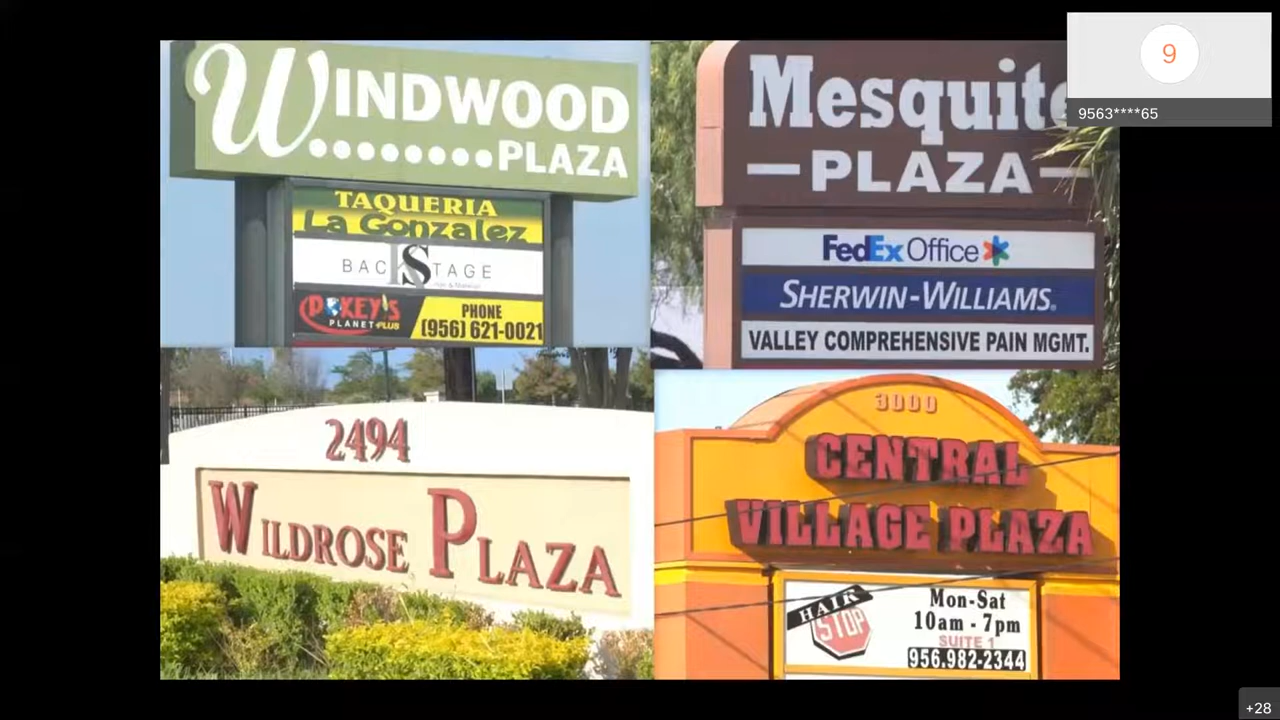 WINDWOOD
PLAZA
TAQUERIA
La Gonzalez
BACKSTAGE
POKEY'S
PLANET PLUS
PHONE
(956) 621-0021
Mesquite
PLAZA
FedEx Office
SHERWIN-WILLIAMS.
VALLEY COMPREHENSIVE PAIN MGMT.
2494
WILDROSE PLAZA
3000
CENTRAL
VILLAGE PLAZA
HAIR
STOP
Mon-Sat
10am - 7pm
SUITE 1
956.982-2344
9
9563****65
+28